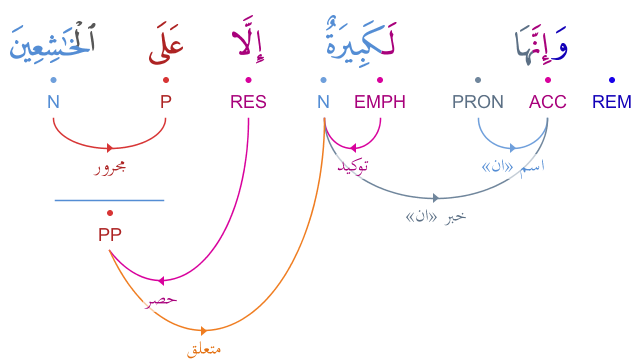 وَإِنَّهَا لَكَبِيرَةٌ إِلَّا عَلَى ٱلْخَٰشِعِينَ
N P RES N EMPH PRON ACC REM
مجرور توكيد اسم «ان»
خبر «ان»
PP
حصر
متعلق